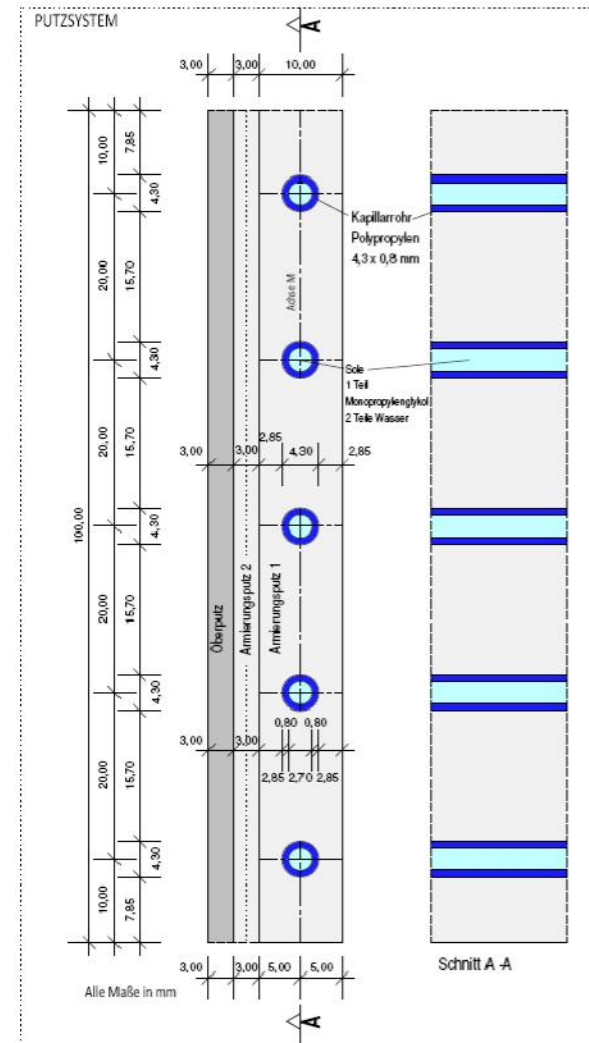 PUTZSYSTEM
A
3,00 3,00 10,00
10,00 7,85
4,30
20,00 15,70
4,30
20,00 15,70
100,00
4,30
20,00 15,70
4,30
20,00 15,70
4,30
10,00 7,85
Kapillarrohr
Polypropylen
4,3 x 0,8 mm
Achse M
Sole
1 Teil
Monopropylenglykol
2 Teile Wasser
2,85
3,00 3,00 4,30 2,85
Oberputz
Armierungsputz 2
Armierungsputz 1
0,80 0,80
3,00 3,00
2,85 2,70 2,85
3,00 3,00 5,00 5,00
Alle Maße in mm
Schnitt A -A
A